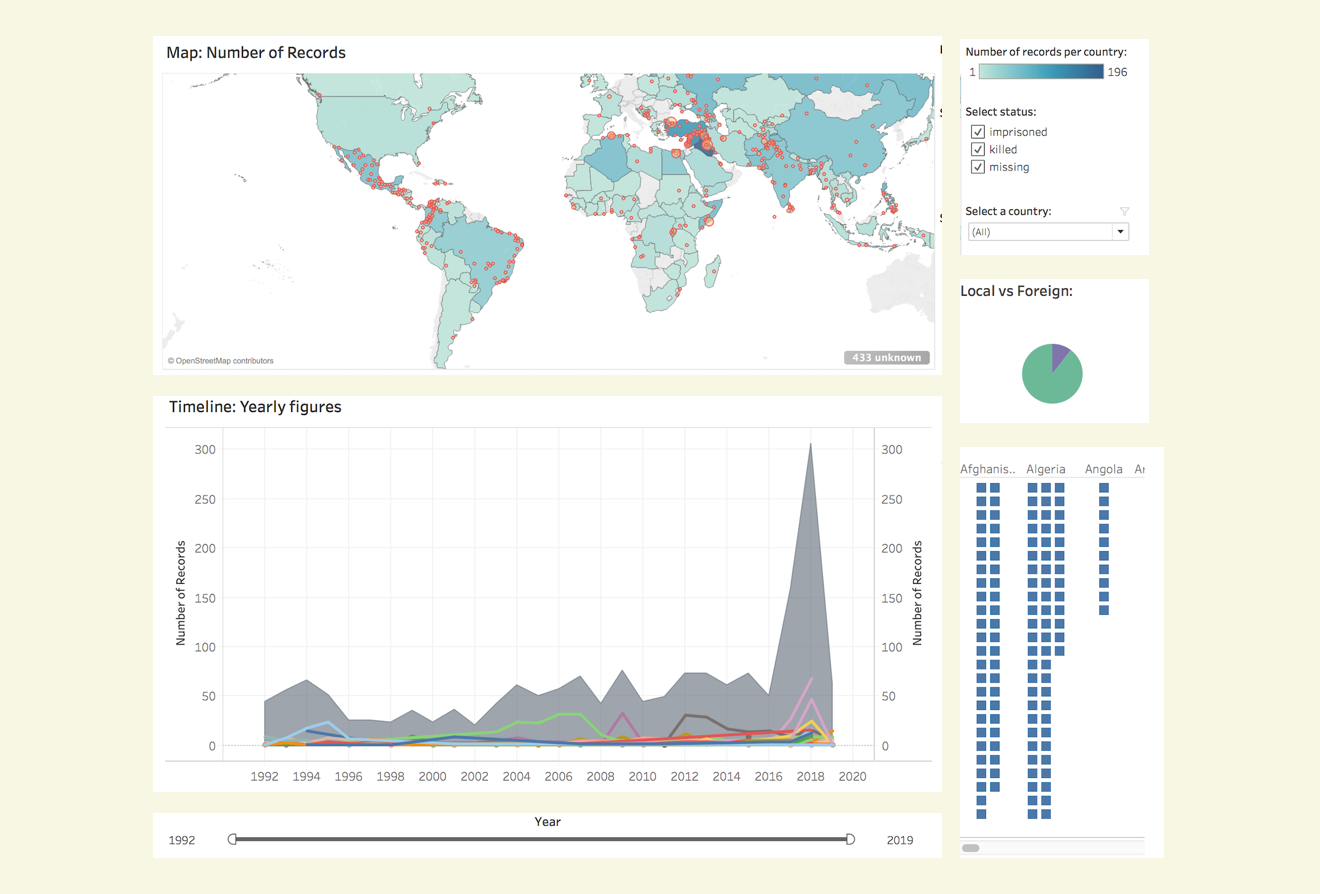 Map: Number of Records
© OpenStreetMap contributors
433 unknown
Number of records per country:
1 196
Select status:
imprisoned
killed
missing
Select a country:
(All)
Local vs Foreign:
Timeline: Yearly figures
Number of Records
300 300
250 250
200 200
150 150
100 100
50 50
0 0
Number of Records
1992 1994 1996 1998 2000 2002 2004 2006 2008 2010 2012 2014 2016 2018 2020
Year
1992 2019
Afghanis.. Algeria Angola